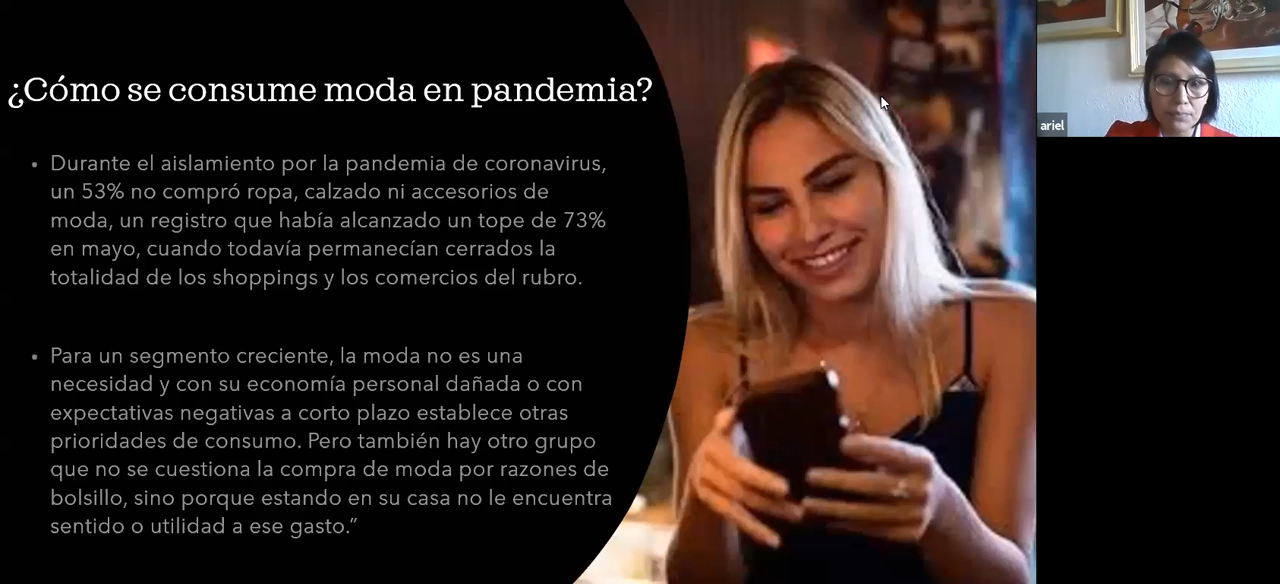 ¿Cómo se consume moda en pandemia?
• Durante el aislamiento por la pandemia de coronavirus,
un 53% no compró ropa, calzado ni accesorios de
moda, un registro que había alcanzado un tope de 73%
en mayo, cuando todavía permanecían cerrados la
totalidad de los shoppings y los comercios del rubro.
• Para un segmento creciente, la moda no es una
necesidad y con su economía personal dañada o con
expectativas negativas a corto plazo establece otras
prioridades de consumo. Pero también hay otro grupo
que no se cuestiona la compra de moda por razones de
bolsillo, sino porque estando en su casa no le encuentra
sentido o utilidad a ese gasto.”
ariel